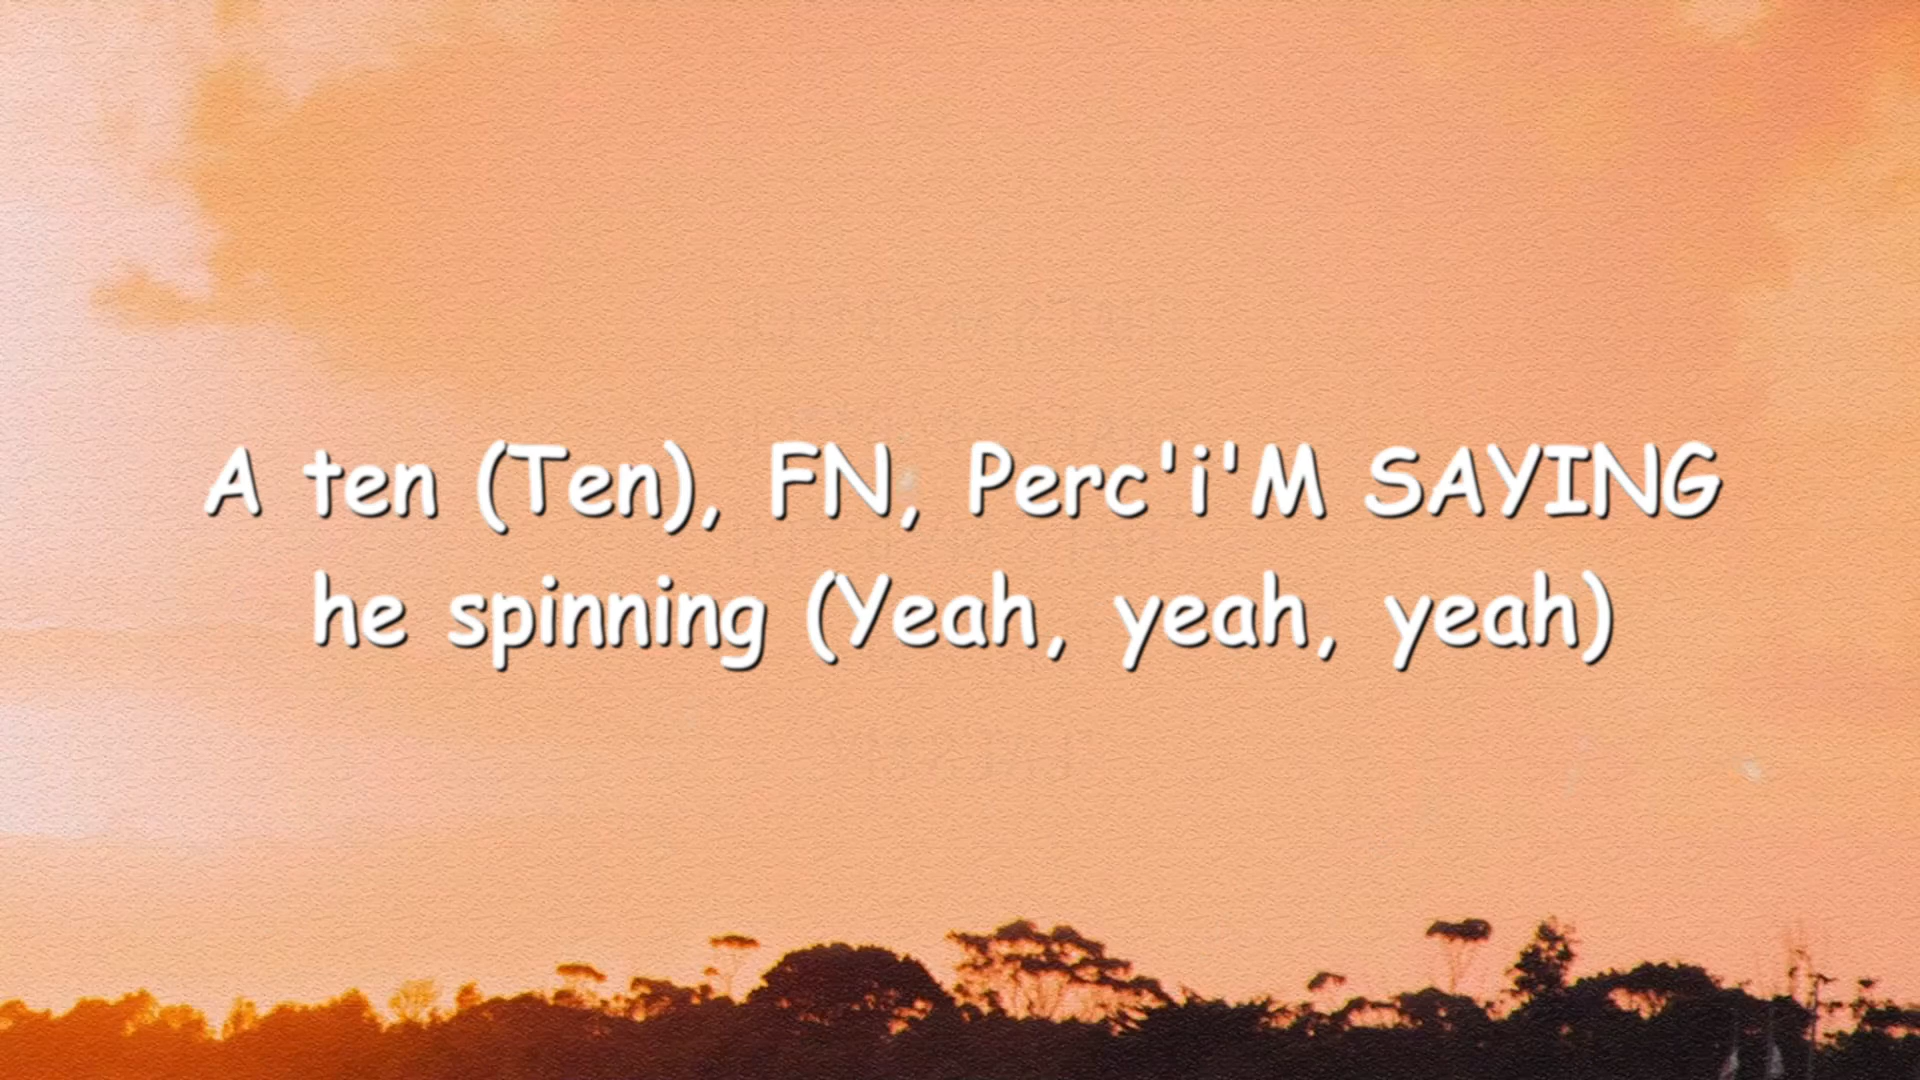 A ten (Ten), FN, Perc'i'M SAYING
he spinning (Yeah, yeah, yeah)